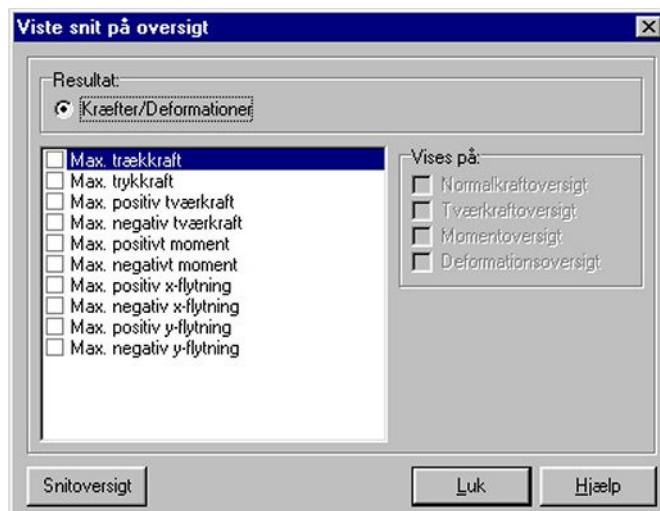 Viste snit på oversigt
Resultat:
Kræfter/Deformationer
Max. trækkraft
Max. trykkraft
Max. positiv tværkraft
Max. negativ tværkraft
Max. positivt moment
Max. negativt moment
Max. positiv x-flytning
Max. negativ x-flytning
Max. positiv y-flytning
Max. negativ y-flytning
Vises på:
Normalkraftoversigt
Tværkraftoversigt
Momentoversigt
Deformationsoversigt
Snitoversigt
Luk
Hjælp